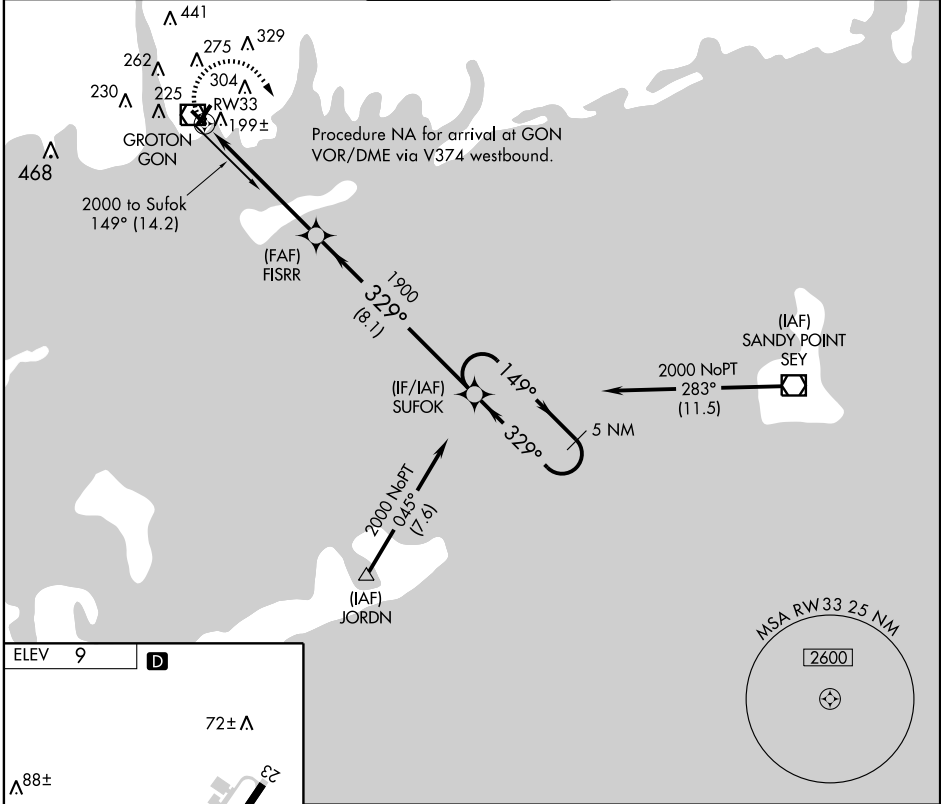 441
329
275
262
304
230
225
RW33
199±
GROTON
GON
468
Procedure NA for arrival at GON
VOR/DME via V374 westbound.
2000 to Sufok
149° (14.2)
(FAF)
FISRR
1900
329°
(8.1)
(IAF)
SANDY POINT
SEY
2000 NoPT
283°
(11.5)
(IF/IAF)
SUFOK
149°
329°
5 NM
2000 NoPT
045°
(7.6)
(IAF)
JORDN
MSA RW33 25 NM
2600
ELEV 9
D
72±
88±
23